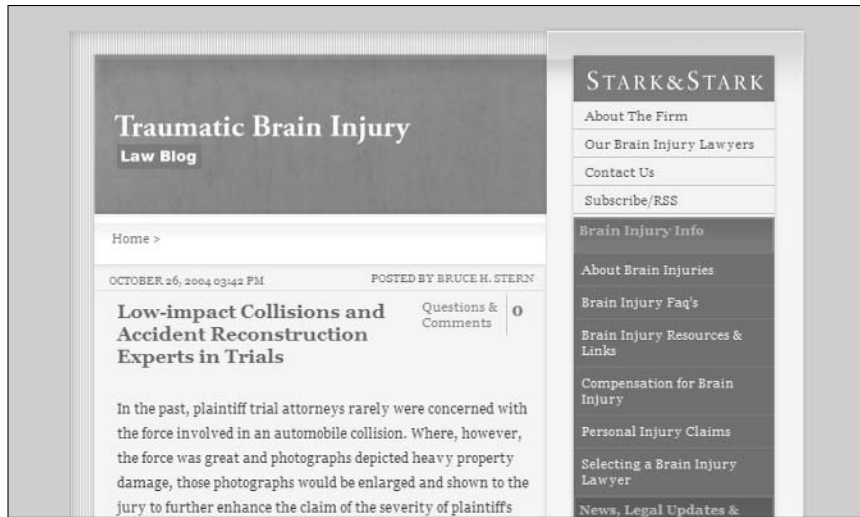 Traumatic Brain Injury
Law Blog
Home >
OCTOBER 26, 2004 03:42 PM
POSTED BY BRUCE H. STERN
Low-impact Collisions and
Accident Reconstruction
Experts in Trials
Questions &
Comments
0
In the past, plaintiff trial attorneys rarely were concerned with
the force involved in an automobile collision. Where, however,
the force was great and photographs depicted heavy property
damage, those photographs would be enlarged and shown to the
jury to further enhance the claim of the severity of plaintiff's
STARK&STARK
About The Firm
Our Brain Injury Lawyers
Contact Us
Subscribe/RSS
Brain Injury Info
About Brain Injuries
Brain Injury Faq's
Brain Injury Resources &
Links
Compensation for Brain
Injury
Personal Injury Claims
Selecting a Brain Injury
Lawyer
News, Legal Updates &